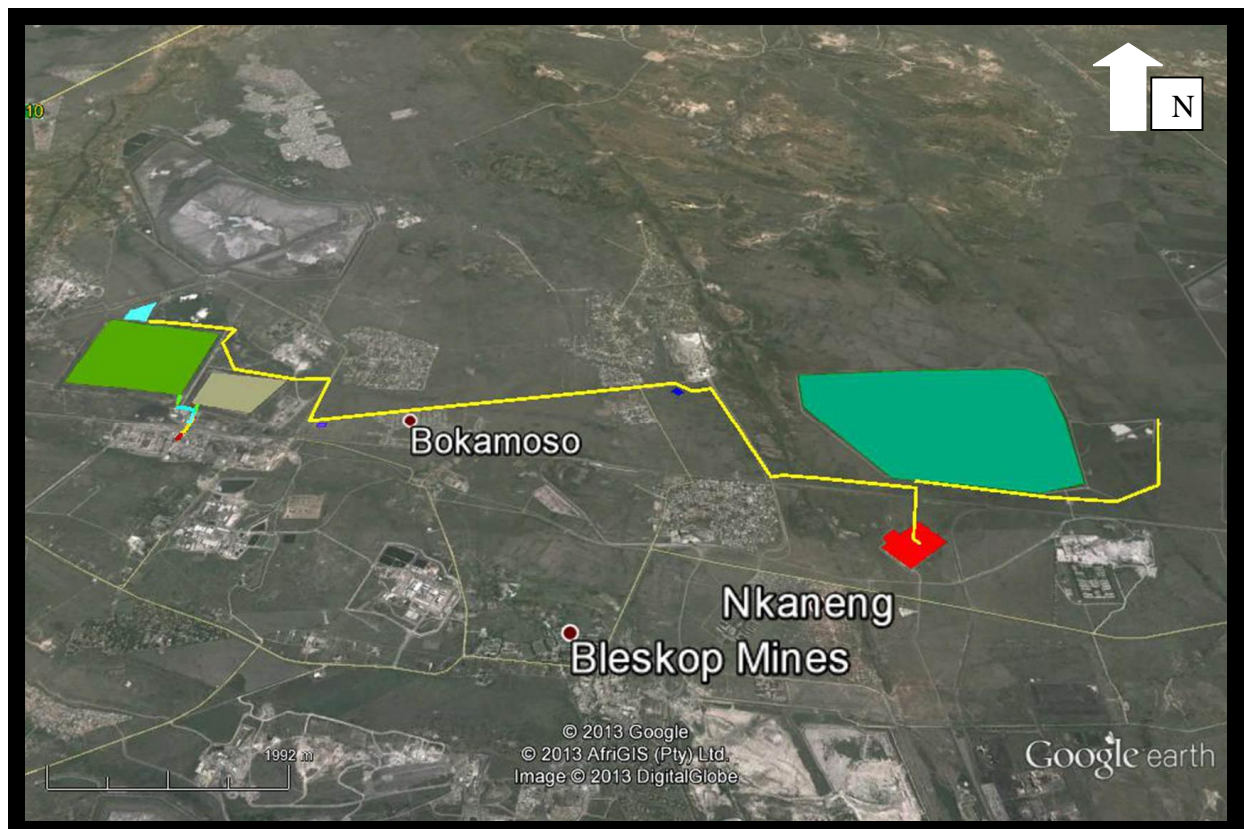 N
10
Bokamoso
Nkaneng
Bleskop Mines
© 2013 Google
© 2013 AfriGIS (Pty) Ltd.
Image © 2013 DigitalGlobe
1992 m
Google earth